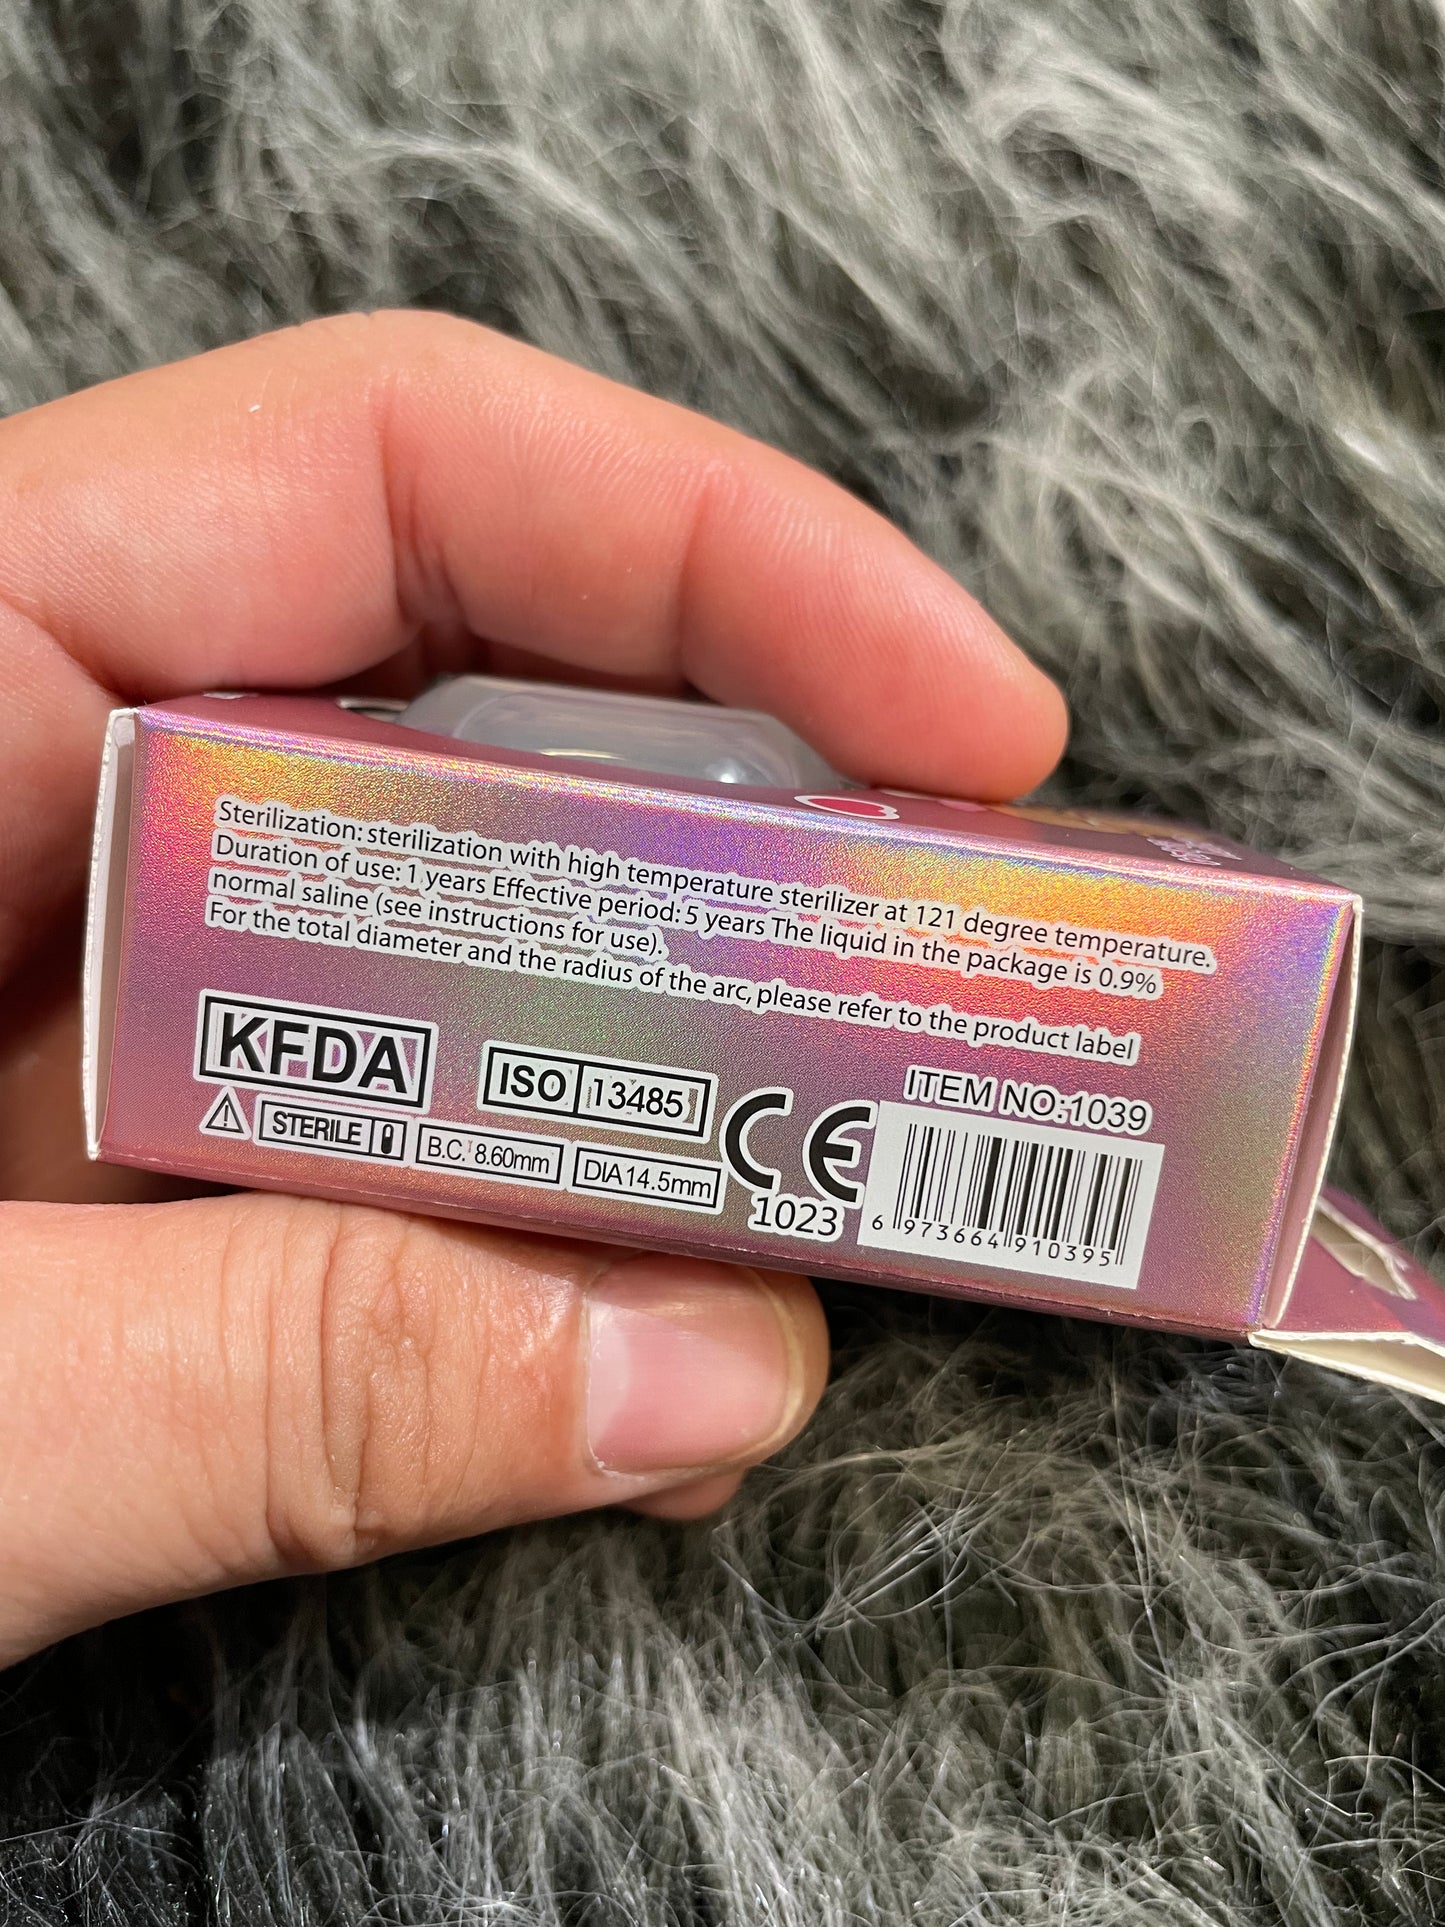 Sterilization: sterilization with high temperature sterilizer at 121 degree temperature.
Duration of use: 1 years Effective period: 5 years The liquid in the package is 0.9%
normal saline (see instructions for use).
For the total diameter and the radius of the arc, please refer to the product label
KFDA
ISO 13485
CE
1023
ITEM NO.:1039
STERILE
B.C. 8.60mm
DIA14.5mm
6 973664 910395